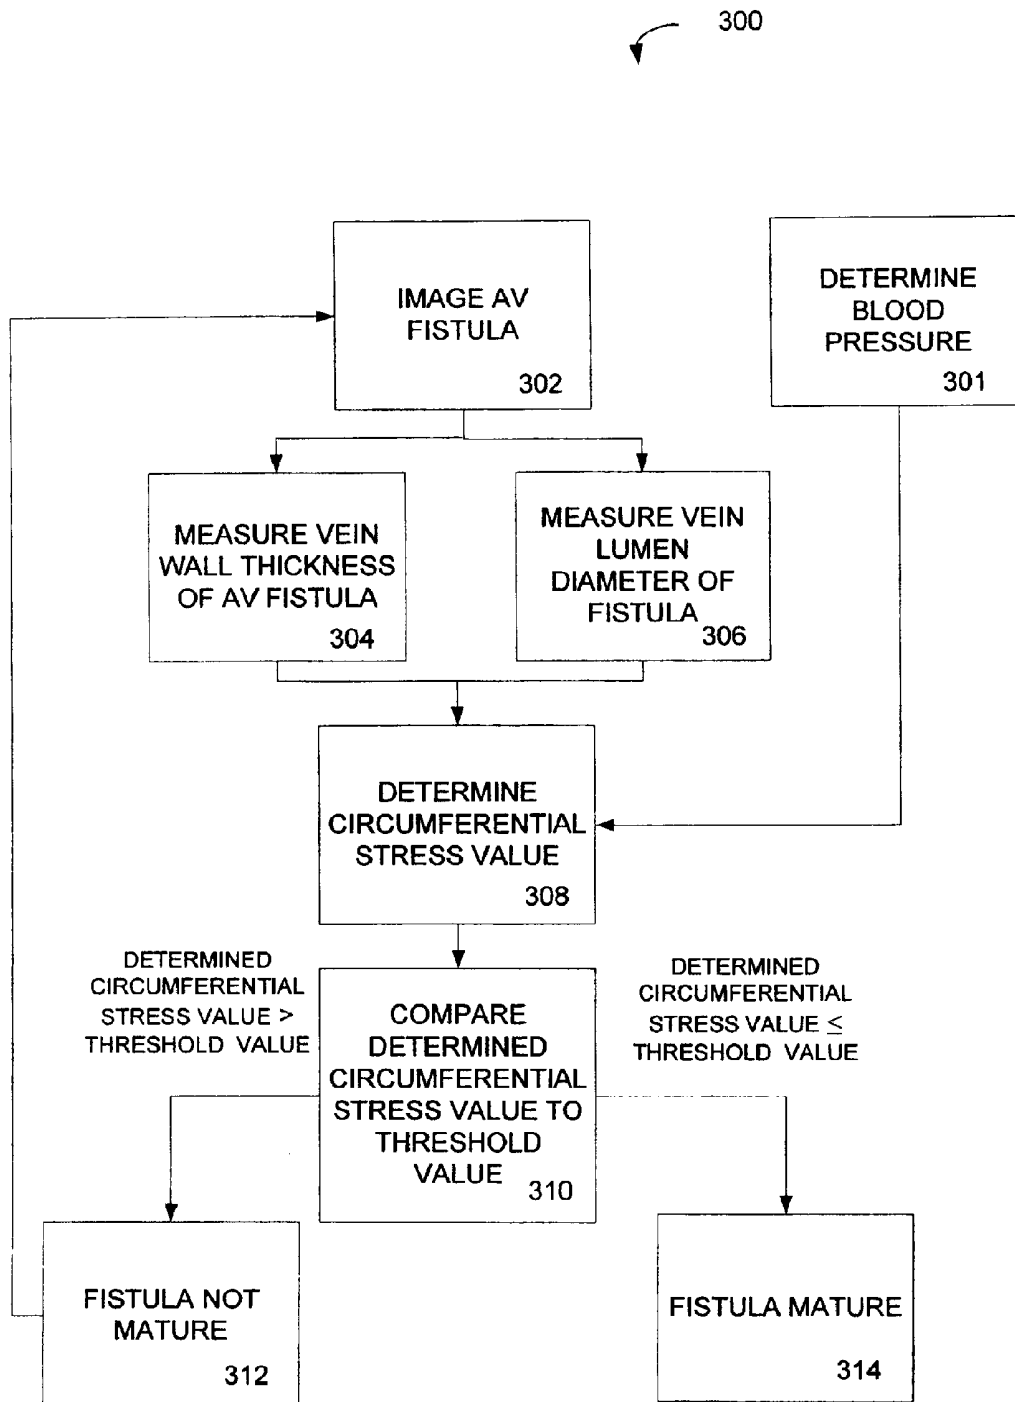 300
IMAGE AV
FISTULA
302
DETERMINE
BLOOD
PRESSURE
301
MEASURE VEIN
WALL THICKNESS
OF AV FISTULA
304
MEASURE VEIN
LUMEN
DIAMETER OF
FISTULA
306
DETERMINE
CIRCUMFERENTIAL
STRESS VALUE
308
DETERMINED
CIRCUMFERENTIAL
STRESS VALUE >
THRESHOLD VALUE
COMPARE
DETERMINED
CIRCUMFERENTIAL
STRESS VALUE TO
THRESHOLD
VALUE
310
DETERMINED
CIRCUMFERENTIAL
STRESS VALUE ≤
THRESHOLD VALUE
FISTULA NOT
MATURE
312
FISTULA MATURE
314